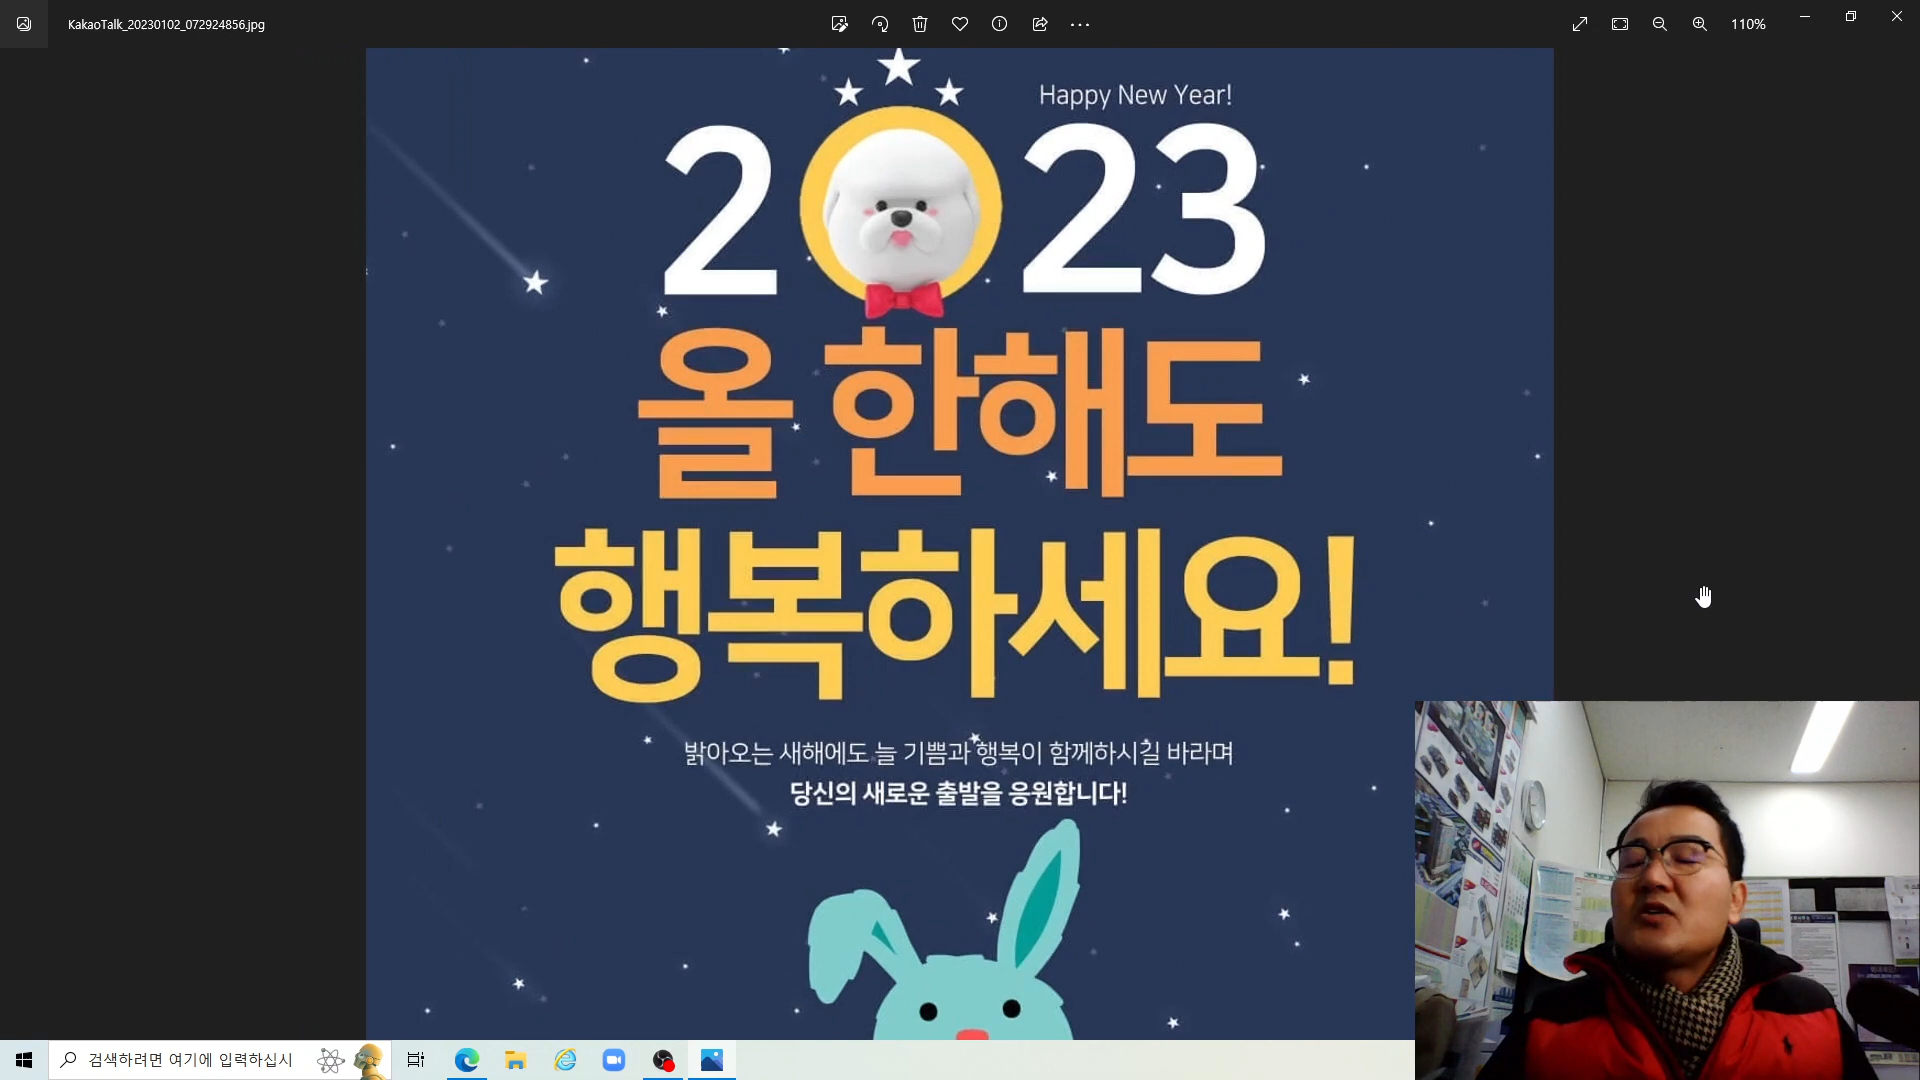 KakaoTalk_20230102_072924856.jpg
110%
Happy New Year!
2023
올 한해도
행복하세요!
밝아오는 새해에도 늘 기쁨과 행복이 함께하시길 바라며
당신의 새로운 출발을 응원합니다!
검색하려면 여기에 입력하십시